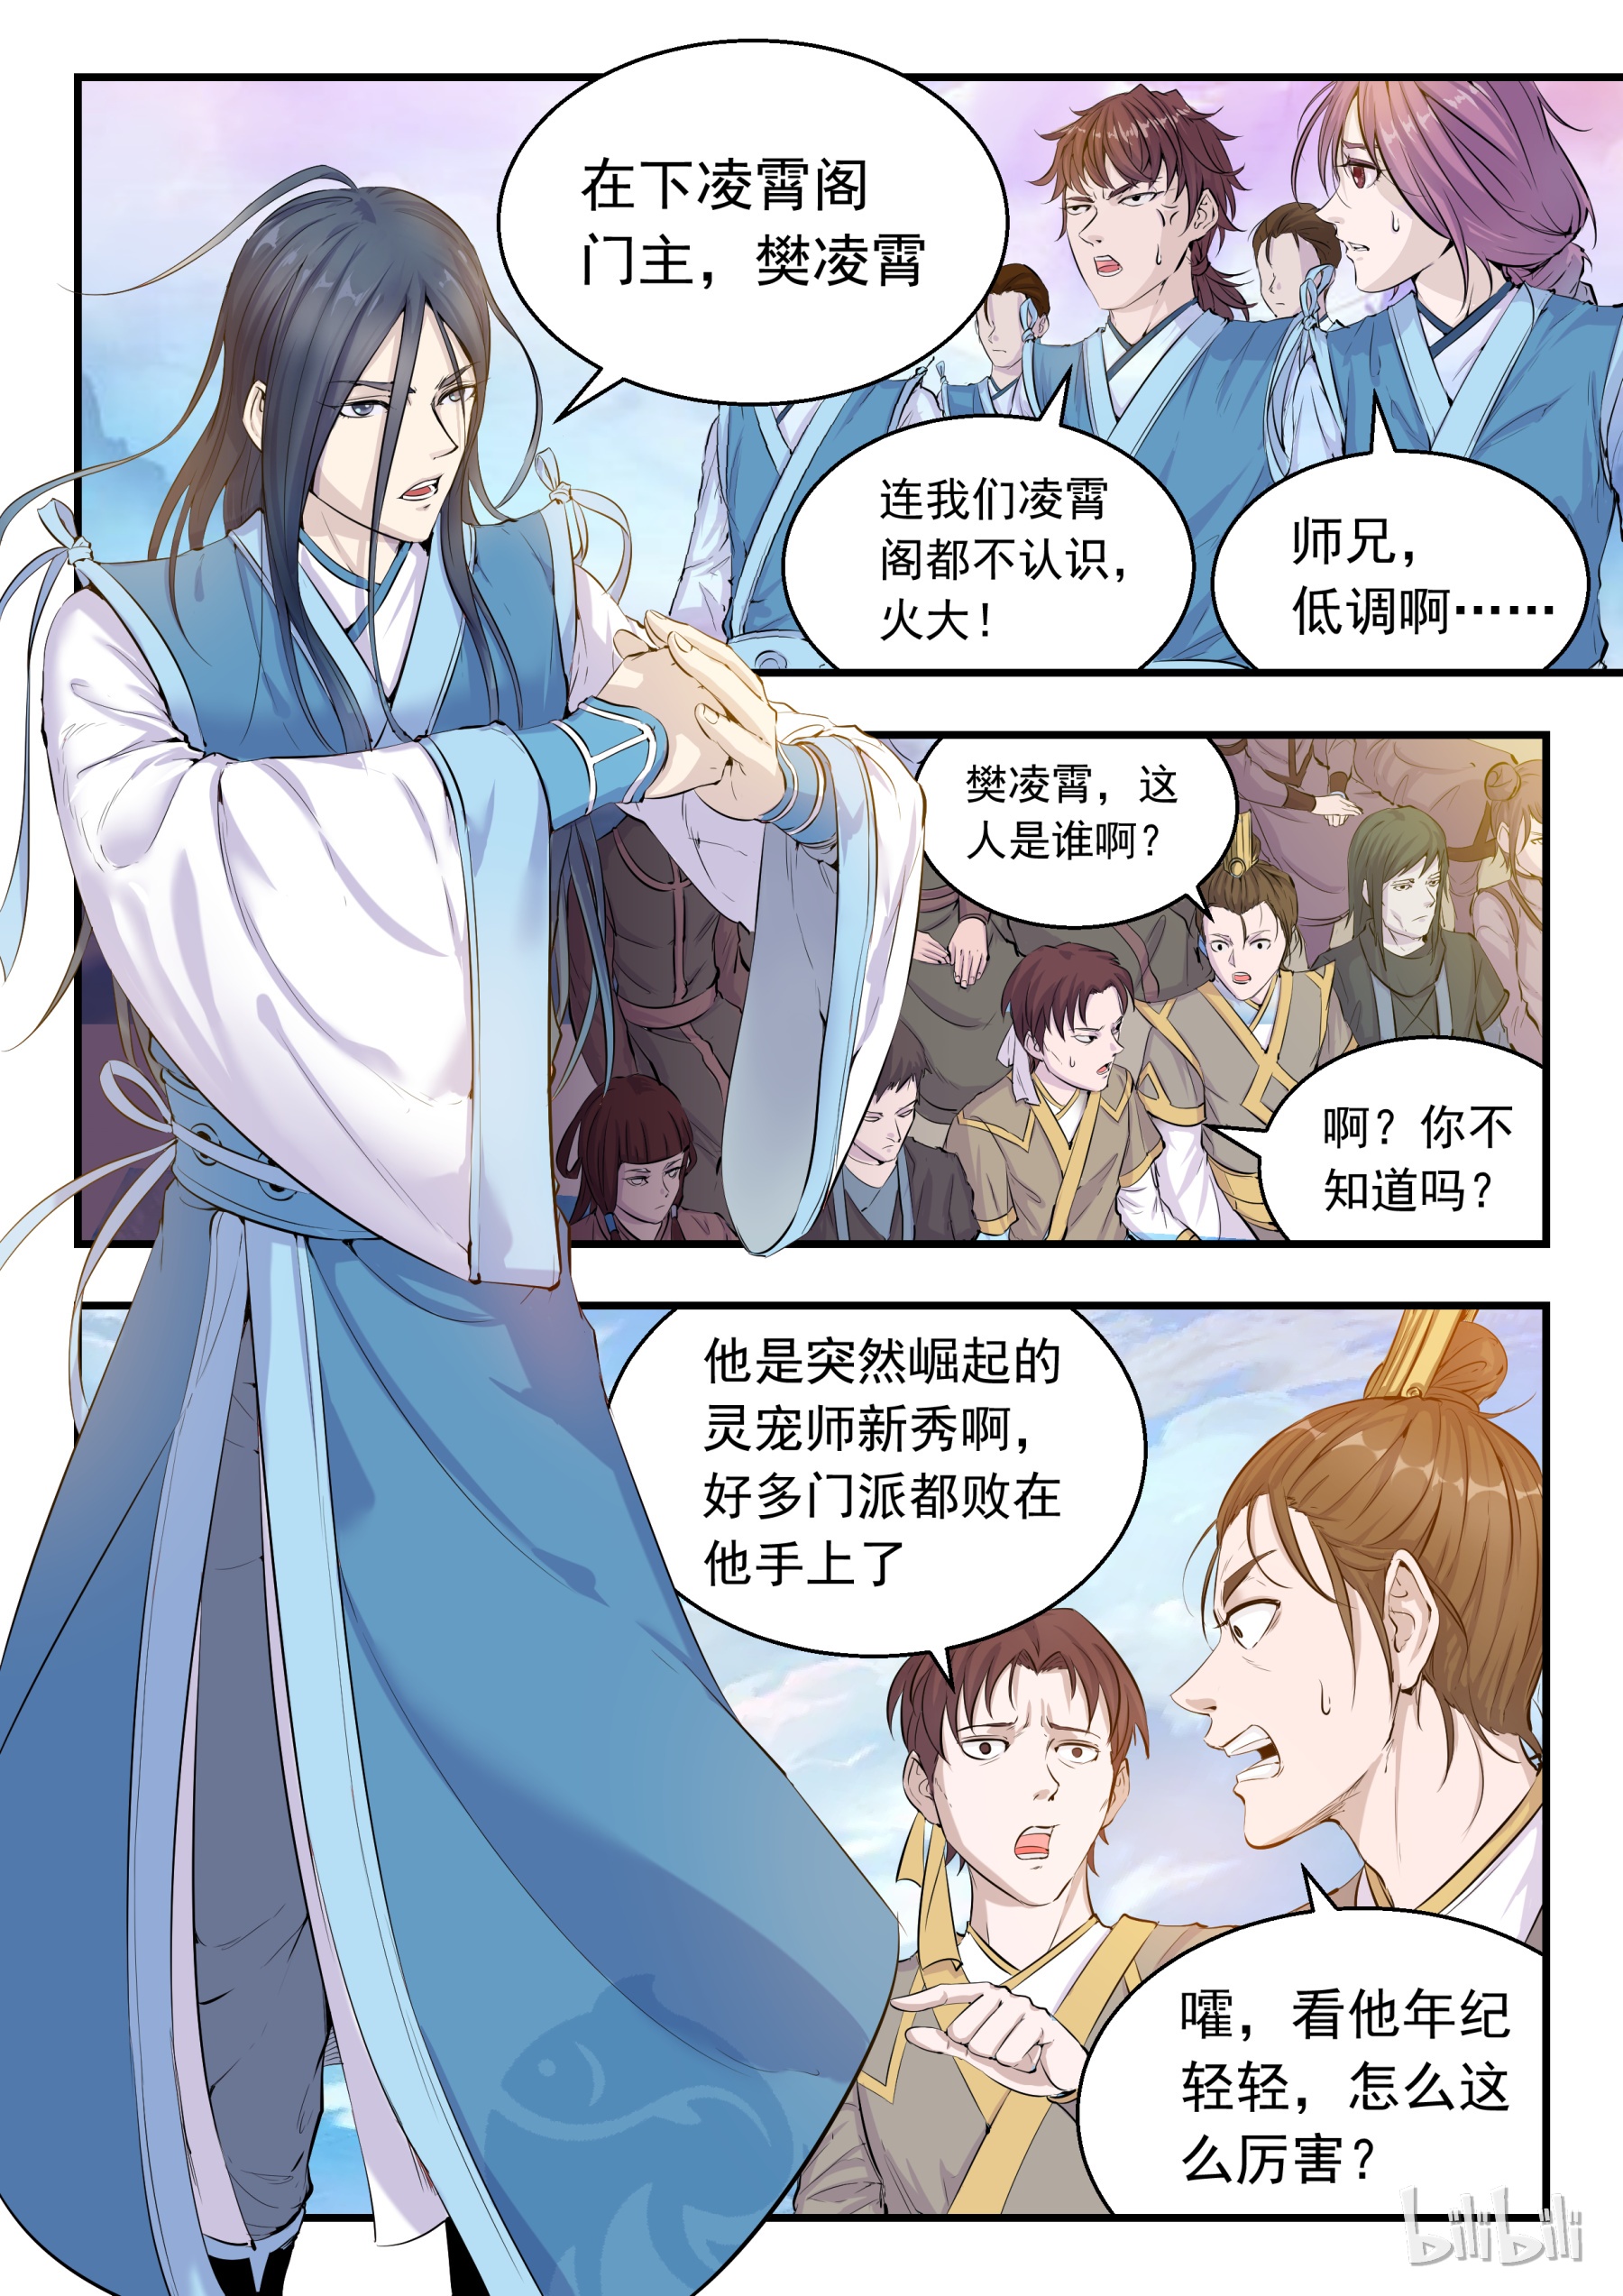 在下凌霄阁
门主，樊凌霄
连我们凌霄
阁都不认识，
火大！
师兄，
低调啊……
樊凌霄，这
人是谁啊？
啊？你不
知道吗？
他是突然崛起的
灵宠师新秀啊，
好多门派都败在
他手上了
嚯，看他年纪
轻轻，怎么这
么厉害？
bilibili